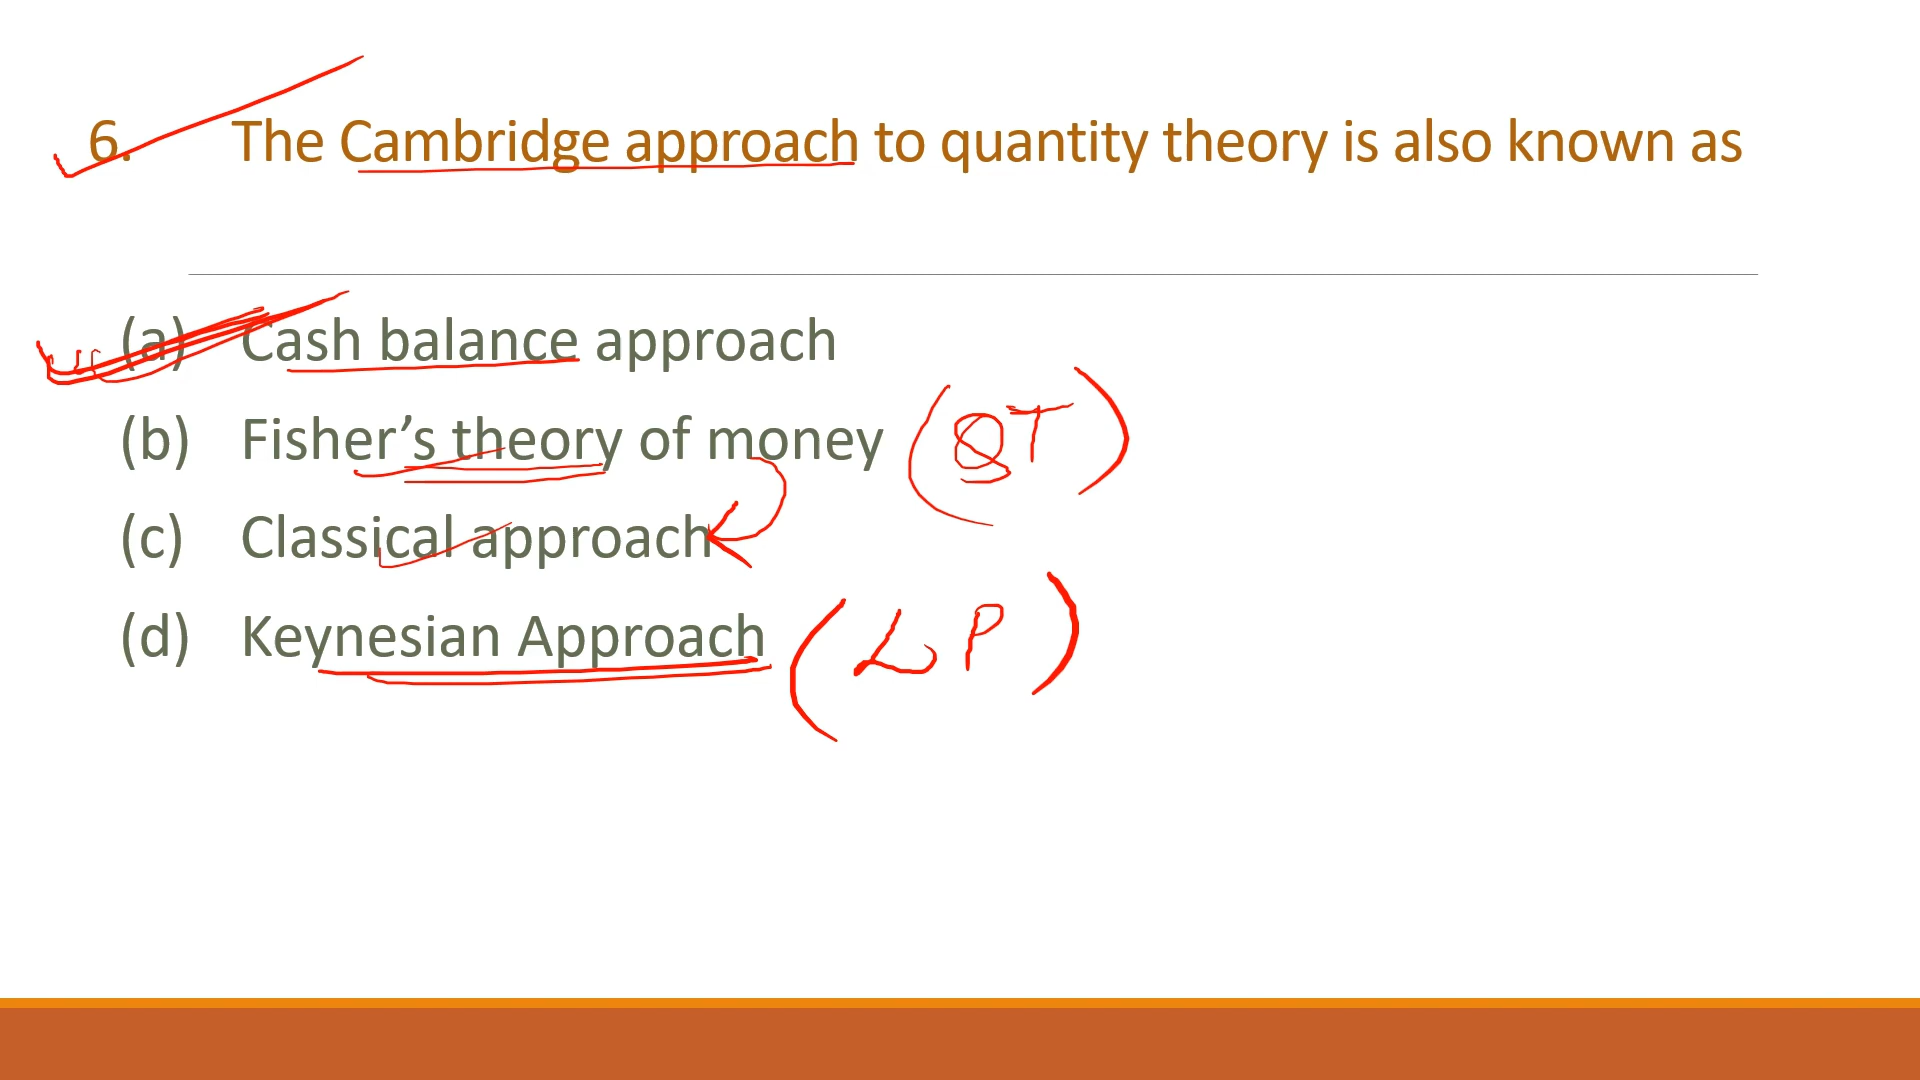 6. The Cambridge approach to quantity theory is also known as
(a) Cash balance approach
(b) Fisher’s theory of money (QT)
(c) Classical approach
(d) Keynesian Approach (LP)